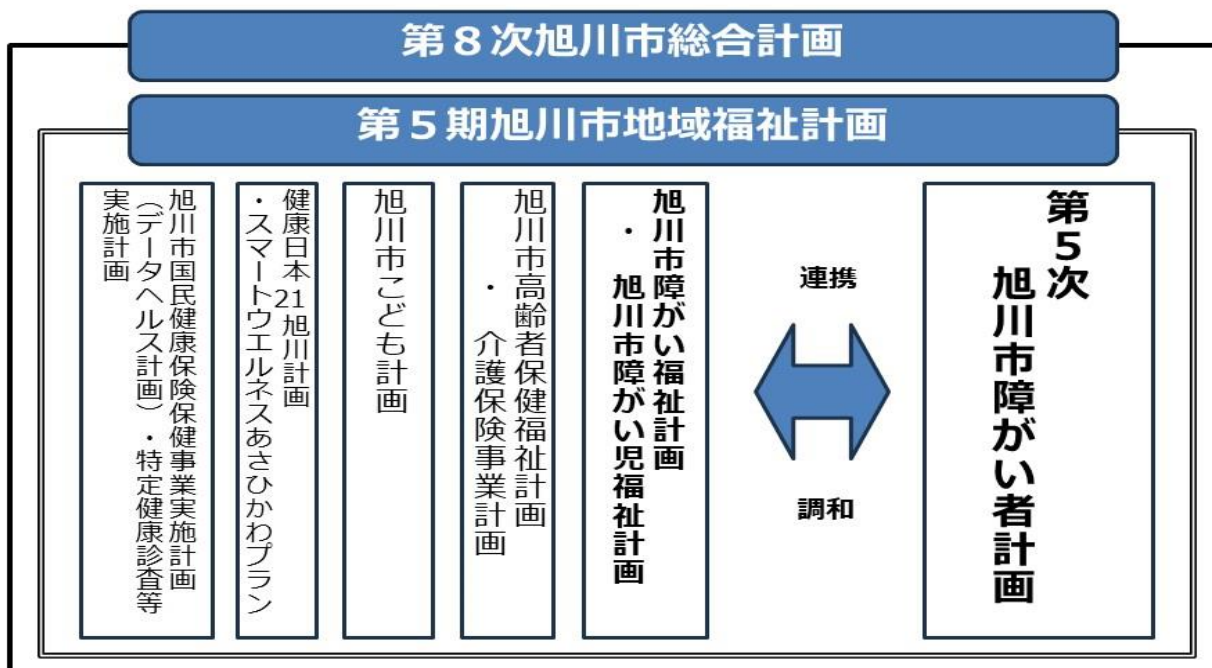 第8次旭川市総合計画
第5期旭川市地域福祉計画
第5次
旭川市障がい者計画
連携
調和
旭川市障がい福祉計画
・旭川市障がい児福祉計画
旭川市高齢者保健福祉計画
・介護保険事業計画
旭川市こども計画
健康日本21旭川計画
・スマートウエルネスあさひかわプラン
旭川市国民健康保険保健事業実施計画
（データヘルス計画）・特定健康診査等
実施計画